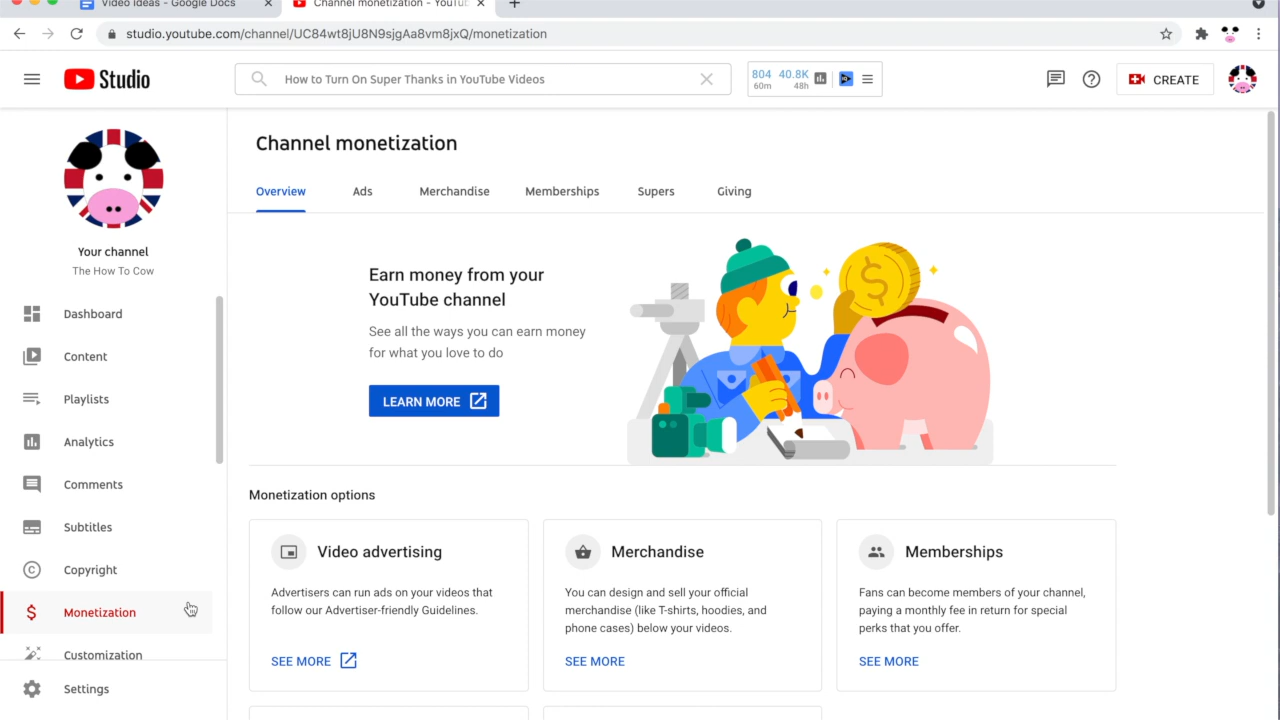 Video Ideas - Google Docs
Channel monetization - YouTu
studio.youtube.com/channel/UC84wt8jU8N9sjgAa8vm8jxQ/monetization
Studio
How to Turn On Super Thanks in YouTube Videos
804 40.8K
60m 48h
CREATE
Your channel
The How To Cow
Dashboard
Content
Playlists
Analytics
Comments
Subtitles
Copyright
Monetization
Customization
Settings
Channel monetization
Overview Ads Merchandise Memberships Supers Giving
Earn money from your
YouTube channel
See all the ways you can earn money
for what you love to do
LEARN MORE
Monetization options
Video advertising
Advertisers can run ads on your videos that
follow our Advertiser-friendly Guidelines.
SEE MORE
Merchandise
You can design and sell your official
merchandise (like T-shirts, hoodies, and
phone cases) below your videos.
SEE MORE
Memberships
Fans can become members of your channel,
paying a monthly fee in return for special
perks that you offer.
SEE MORE